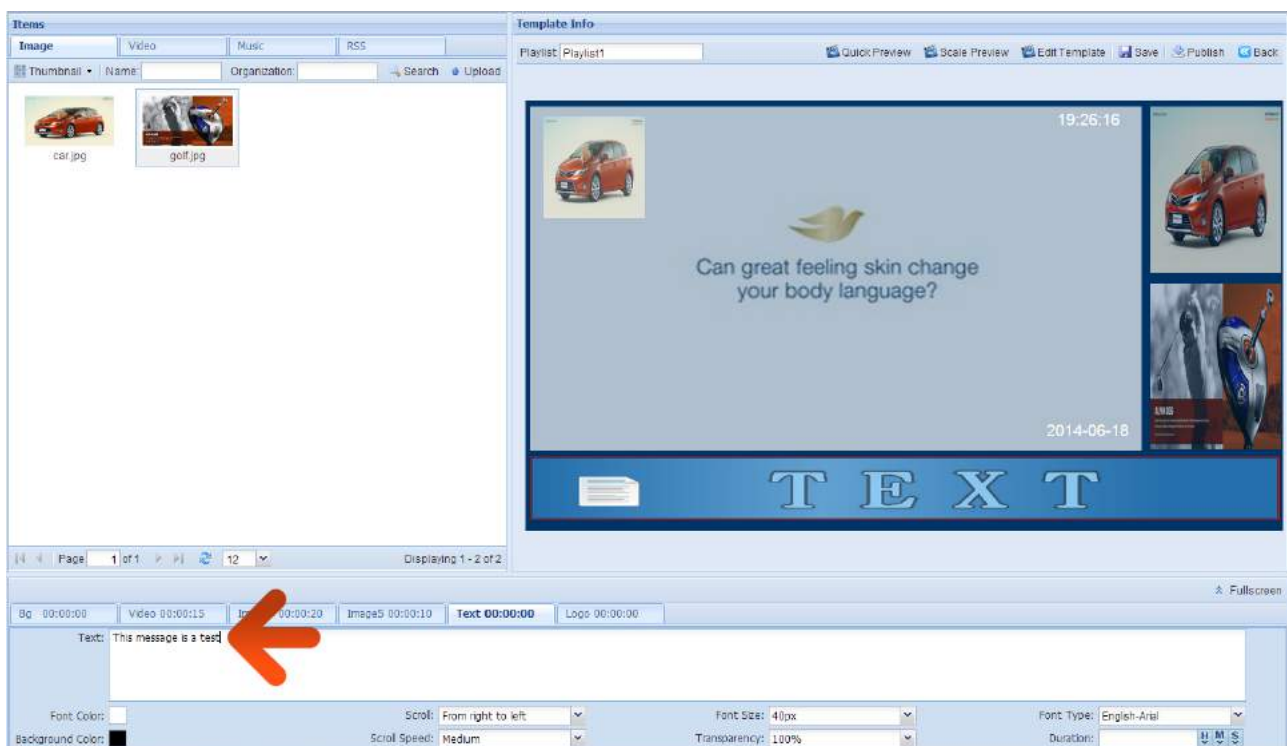 Items
Image Video Music RSS
Thumbnail Name: Organization: Search Upload
car.jpg
golf.jpg
Page 1 of 1 12 Displaying 1 - 2 of 2
Template Info
Playlist: Playlist1 Quick Preview Scale Preview Edit Template Save Publish Back
19:26:16
Can great feeling skin change
your body language?
2014-06-18
TEXT
Fullscreen
Bg 00:00:00 Video 00:00:15 00:00:20 Image5 00:00:10 Text 00:00:00 Logo 00:00:00
Text: This message is a test
Font Color: Scroll: From right to left Font Size: 40px Font Type: English-Arial
Background Color: Scroll Speed: Medium Transparency: 100% Duration: H M S